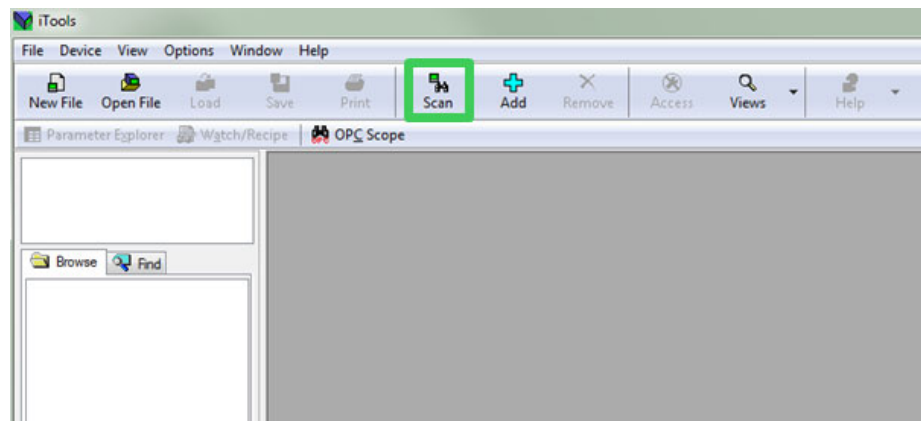 iTools
File Device View Options Window Help
New File Open File Load Save Print Scan Add Remove Access Views Help
Parameter Explorer Watch/Recipe OPC Scope
Browse Find